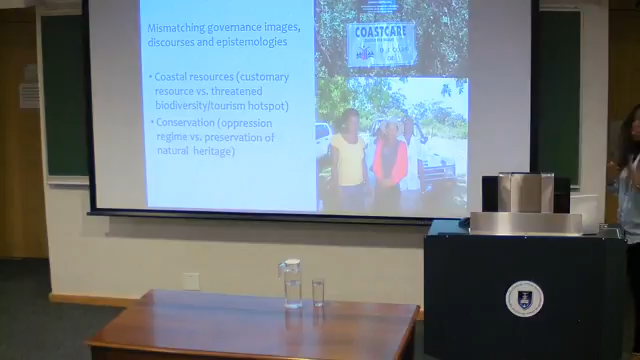 Mismatching governance images,
discourses and epistemologies
• Coastal resources (customary
resource vs. threatened
biodiversity/tourism hotspot)
• Conservation (oppression
regime vs. preservation of
natural heritage)
COASTCARE